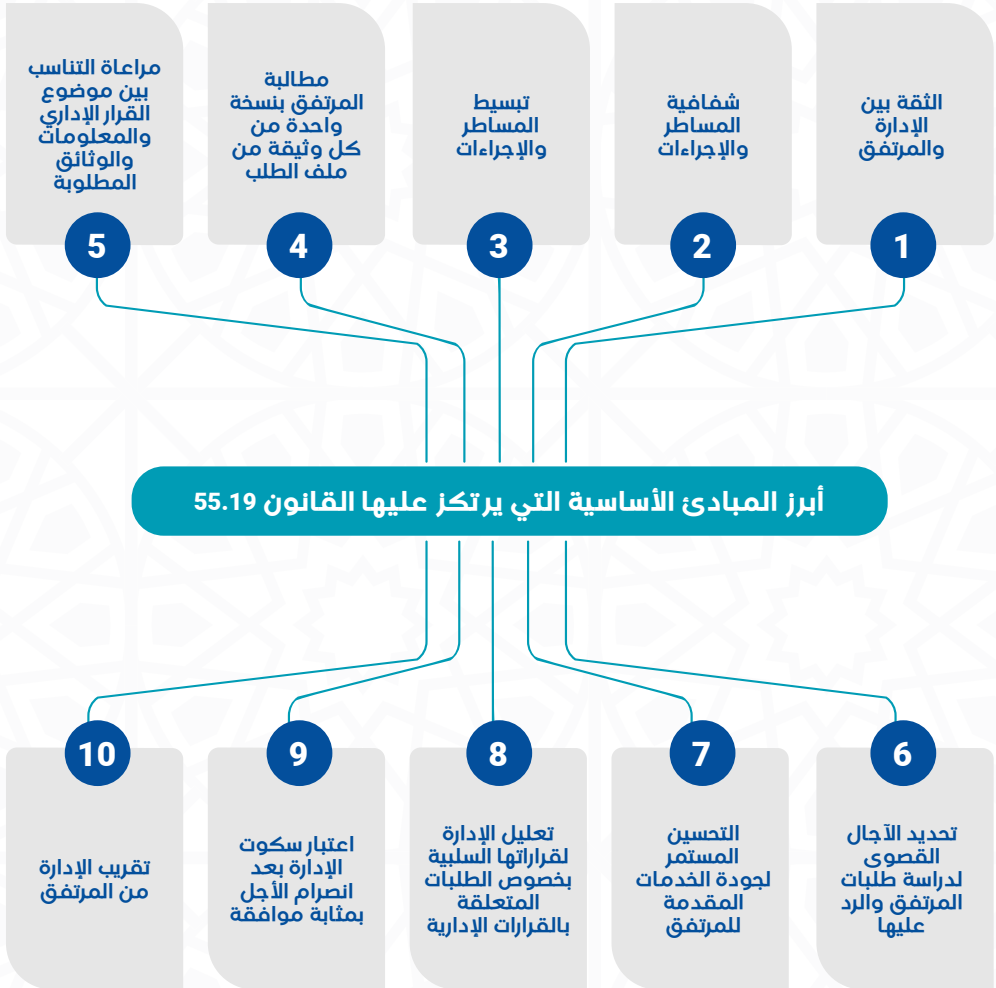 الثقة بين
الإدارة
والمرتفق
1
شفافية
المساطر
والإجراءات
2
تبسيط
المساطر
والإجراءات
3
مطالبة
المرتفق بنسخة
واحدة من
كل وثيقة من
ملف الطلب
4
مراعاة التناسب
بين موضوع
القرار الإداري
والمعلومات
والوثائق
المطلوبة
5
أبرز المبادئ الأساسية التي يرتكز عليها القانون 55.19
6
تحديد الآجال
القصوى
لدراسة طلبات
المرتفق والرد
عليها
7
التحسين
المستمر
لجودة الخدمات
المقدمة
للمرتفق
8
تعليل الإدارة
لقراراتها السلبية
بخصوص الطلبات
المتعلقة
بالقرارات الإدارية
9
اعتبار سكوت
الإدارة بعد
انصرام الأجل
بمثابة موافقة
10
تقريب الإدارة
من المرتفق